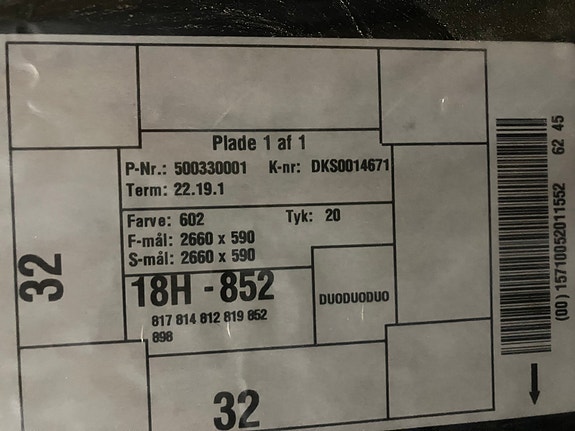 Plade 1 af 1
P-Nr.: 500330001 K-nr: DKS0014671
Term: 22.19.1
Farve: 602 Tyk: 20
F-mål: 2660 x 590
S-mål: 2660 x 590
18H - 852
817 814 812 819 852
898
DUODUODUO
32
32
(00) 15710052011552 62 45